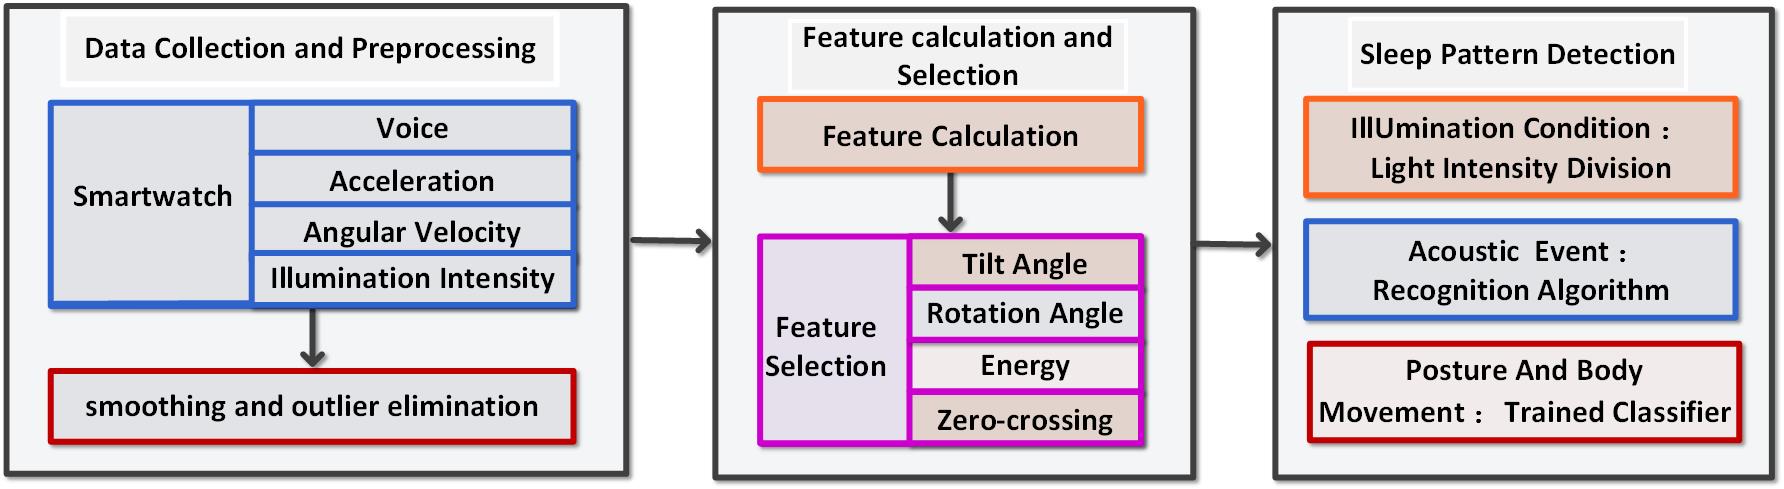 Data Collection and Preprocessing
Smartwatch
Voice
Acceleration
Angular Velocity
Illumination Intensity
smoothing and outlier elimination
Feature calculation and
Selection
Feature Calculation
Feature
Selection
Tilt Angle
Rotation Angle
Energy
Zero-crossing
Sleep Pattern Detection
IllUmination Condition：
Light Intensity Division
Acoustic Event：
Recognition Algorithm
Posture And Body
Movement： Trained Classifier